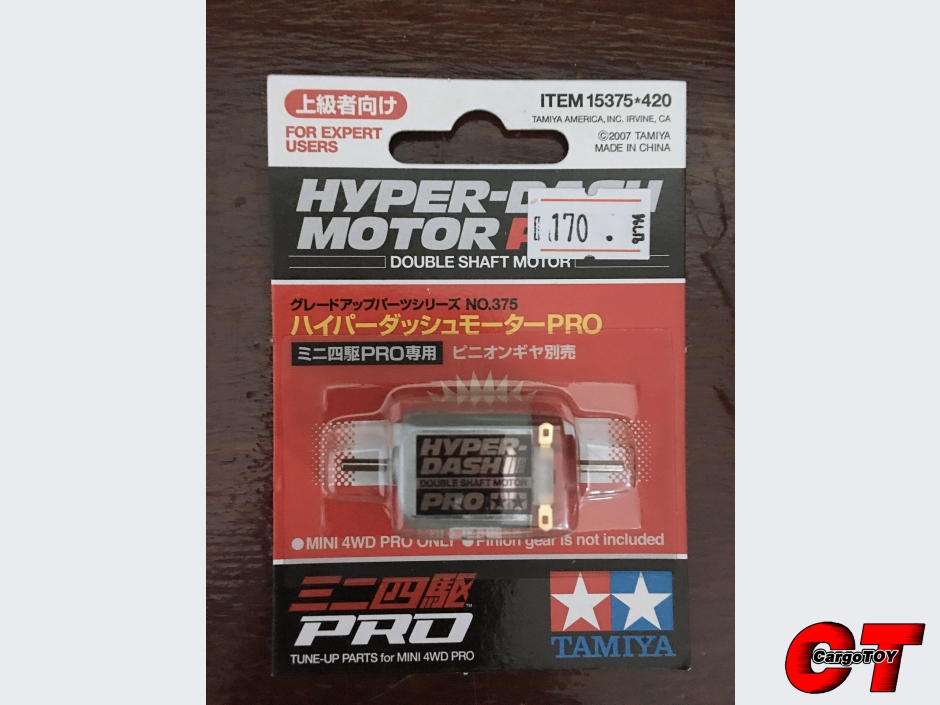 上級者向け
FOR EXPERT
USERS
ITEM 15375*420
TAMIYA AMERICA, INC. IRVINE, CA
©2007 TAMIYA
MADE IN CHINA
HYPER-DASH
MOTOR
170 .
DOUBLE SHAFT MOTOR
グレードアップパーツシリーズ NO.375
ハイパーダッシュモーターPRO
ミニ四駆PRO専用 ピニオンギヤ別売
HYPER-
DASH
DOUBLE SHAFT MOTOR
PRO
●MINI 4WD PRO ONLY ●Pinion gear is not included
ミニ四駆™
PRO
TUNE-UP PARTS for MINI 4WD PRO
TAMIYA
CT
CargoTOY